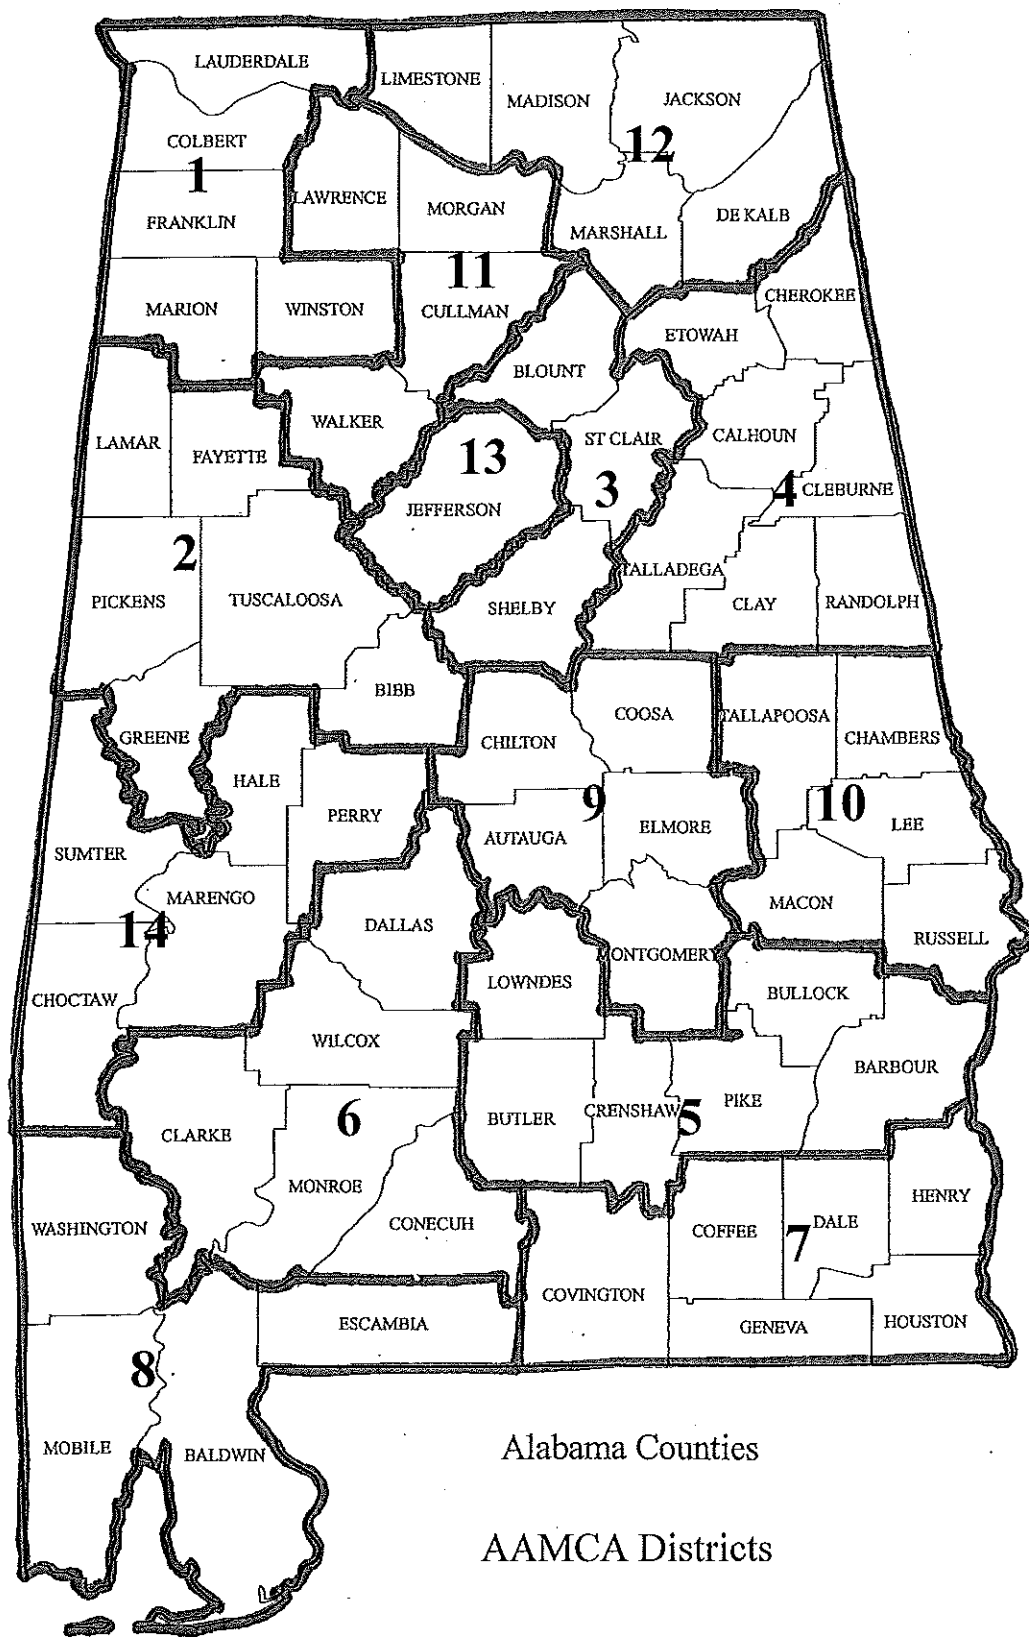 LAUDERDALE
LIMESTONE
MADISON
JACKSON
COLBERT
12
1
LAWRENCE
MORGAN
FRANKLIN
MARSHALL
DE KALB
11
CHEROKEE
MARION
WINSTON
CULLMAN
ETOWAH
BLOUNT
WALKER
ST CLAIR
CALHOUN
LAMAR
FAYETTE
13
3
4
CLEBURNE
JEFFERSON
2
TALLADEGA
PICKENS
TUSCALOOSA
SHELBY
CLAY
RANDOLPH
BIBB
COOSA
TALLAPOOSA
GREENE
CHILTON
CHAMBERS
HALE
9
10
PERRY
AUTAUGA
ELMORE
LEE
SUMTER
MARENGO
MACON
DALLAS
14
RUSSELL
MONTGOMERY
LOWNDES
CHOCTAW
BULLOCK
WILCOX
BARBOUR
6
BUTLER
CRENSHAW
5
PIKE
CLARKE
MONROE
HENRY
WASHINGTON
CONECUH
COFFEE
7
DALE
COVINGTON
ESCAMBIA
GENEVA
HOUSTON
8
MOBILE
BALDWIN
Alabama Counties
AAMCA Districts